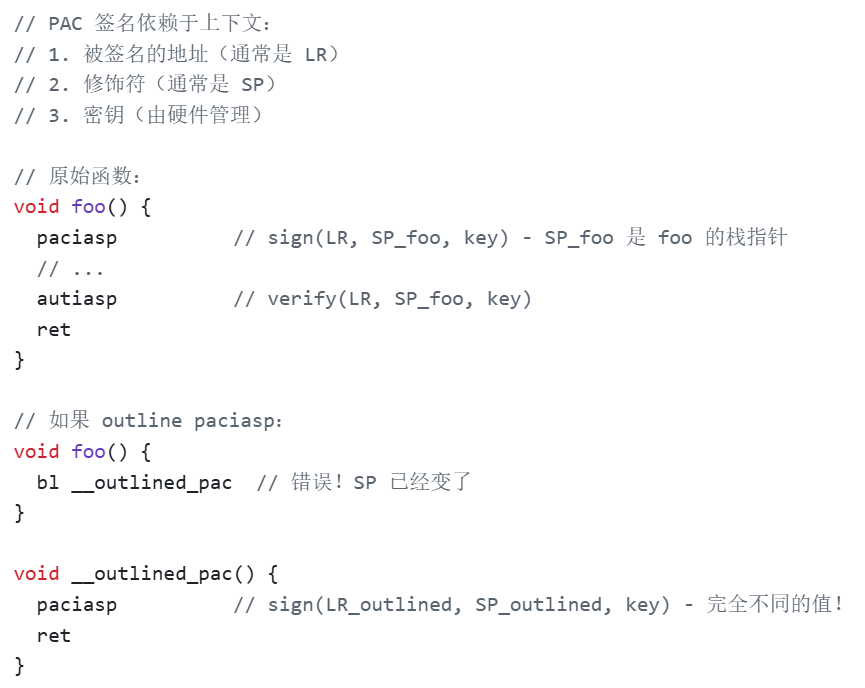 // PAC 签名依赖于上下文：
// 1. 被签名的地址（通常是 LR）
// 2. 修饰符（通常是 SP）
// 3. 密钥（由硬件管理）
// 原始函数：
void foo() {
  paciasp          // sign(LR, SP_foo, key) - SP_foo 是 foo 的栈指针
  // ...
  autiasp          // verify(LR, SP_foo, key)
  ret
}
// 如果 outline paciasp：
void foo() {
  bl __outlined_pac  // 错误！SP 已经变了
}
void __outlined_pac() {
  paciasp          // sign(LR_outlined, SP_outlined, key) - 完全不同的值！
  ret
}